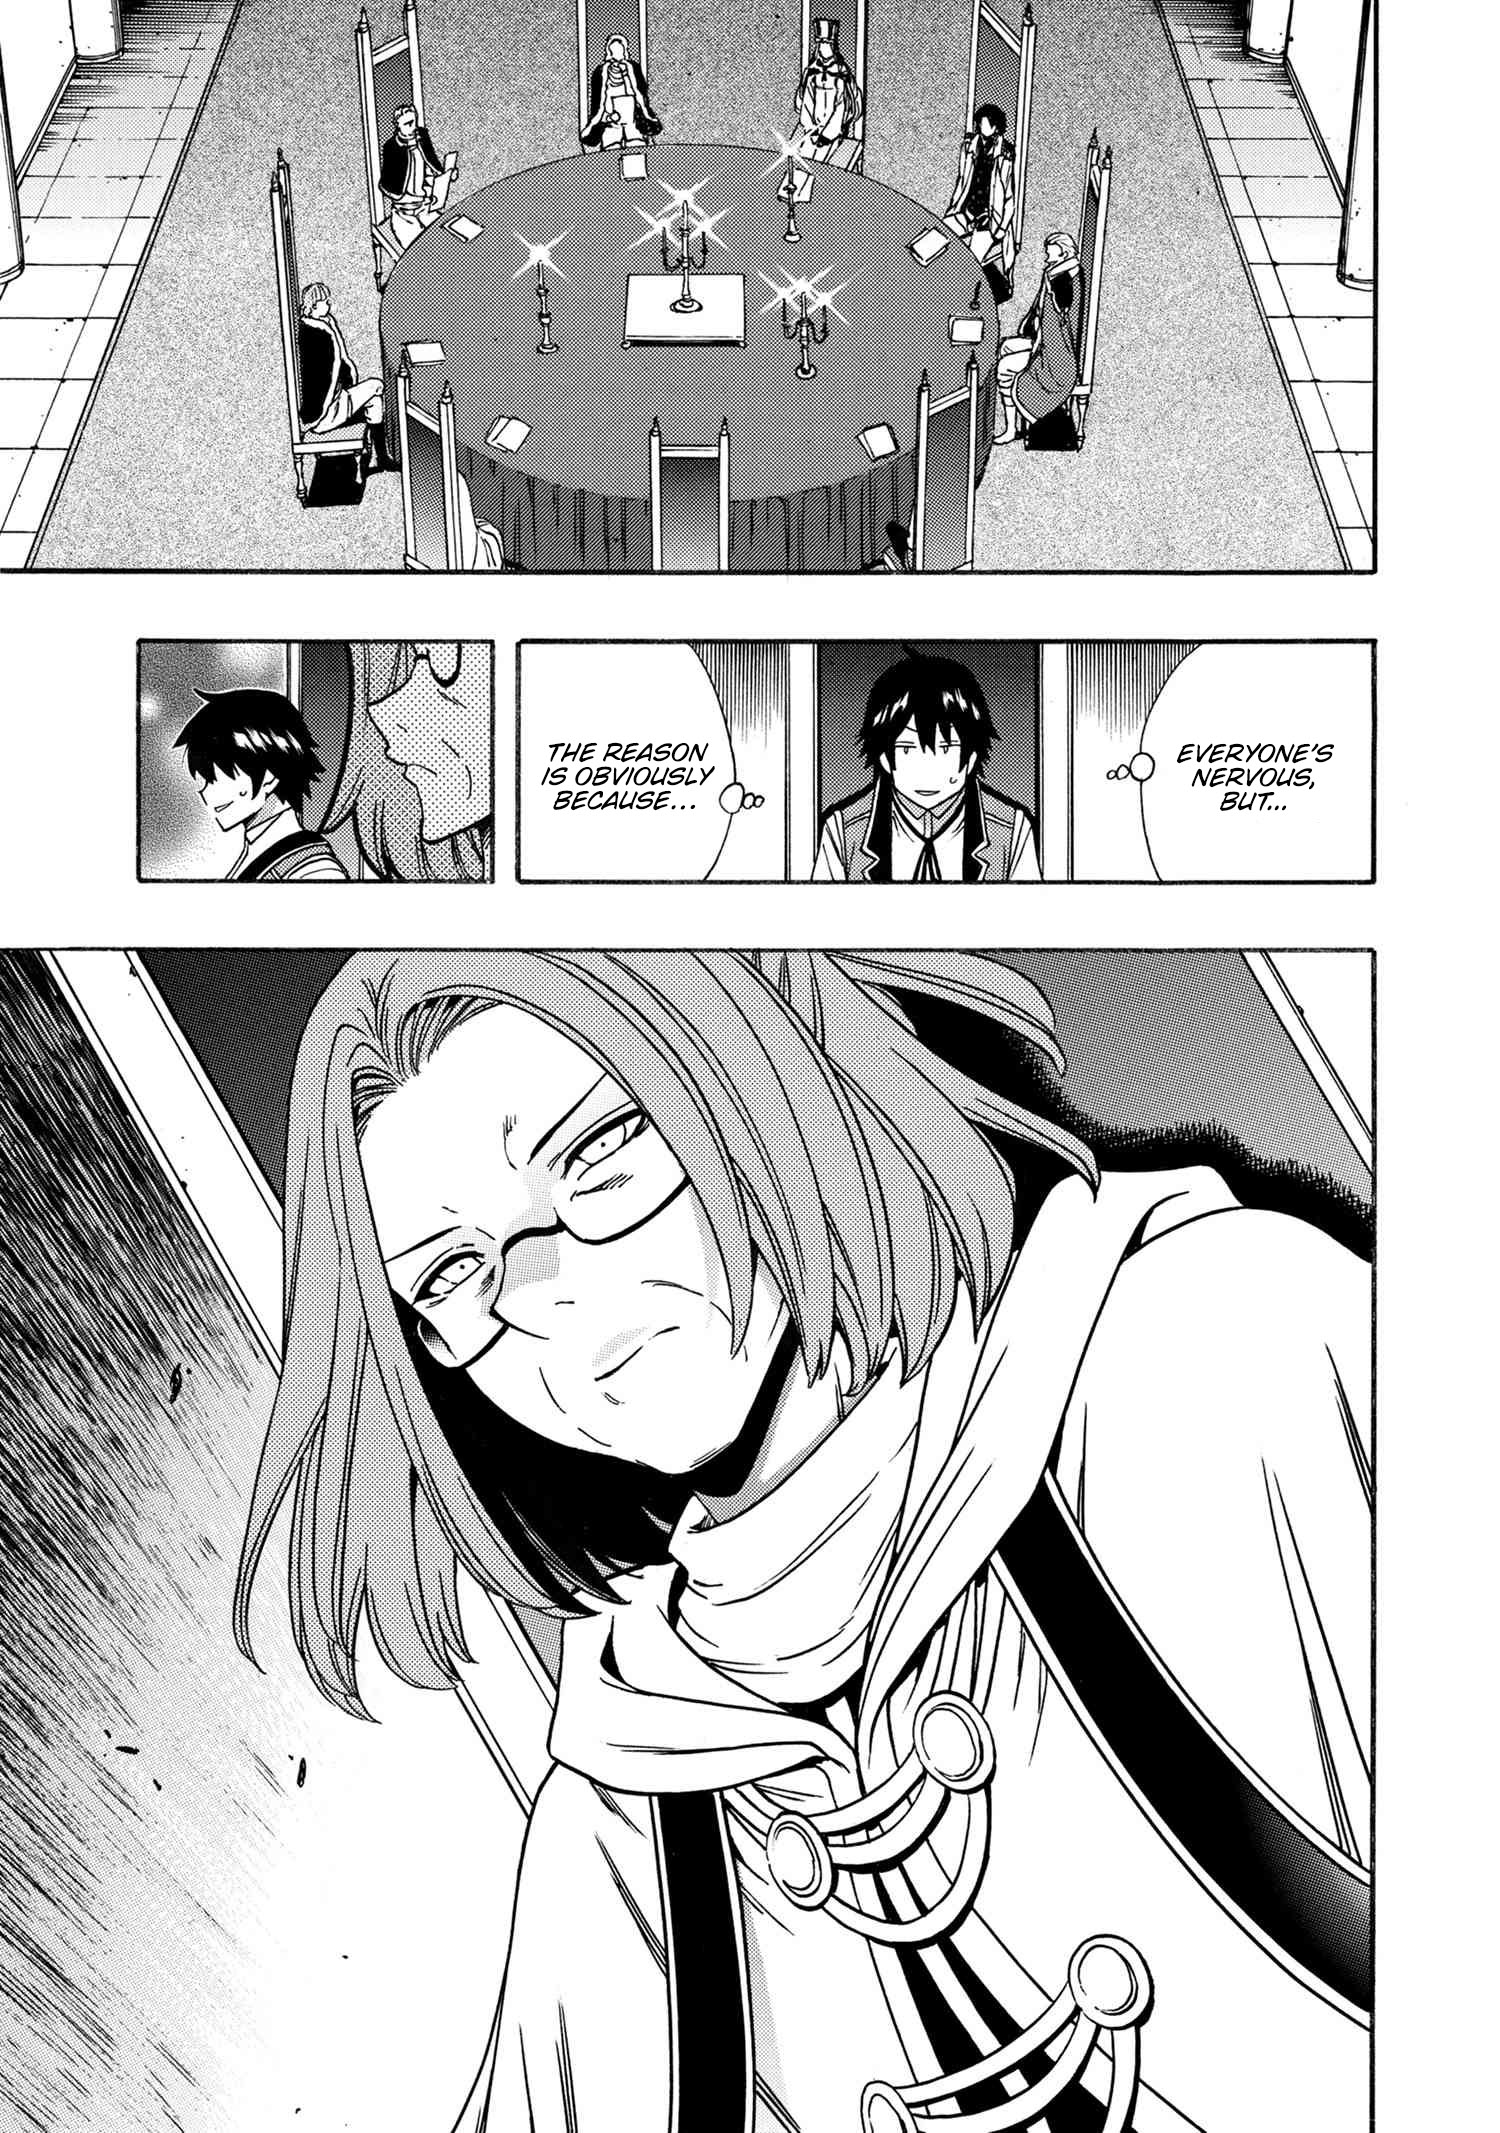 EVERYONE'S
NERVOUS,
BUT...
THE REASON
IS OBVIOUSLY
BECAUSE...